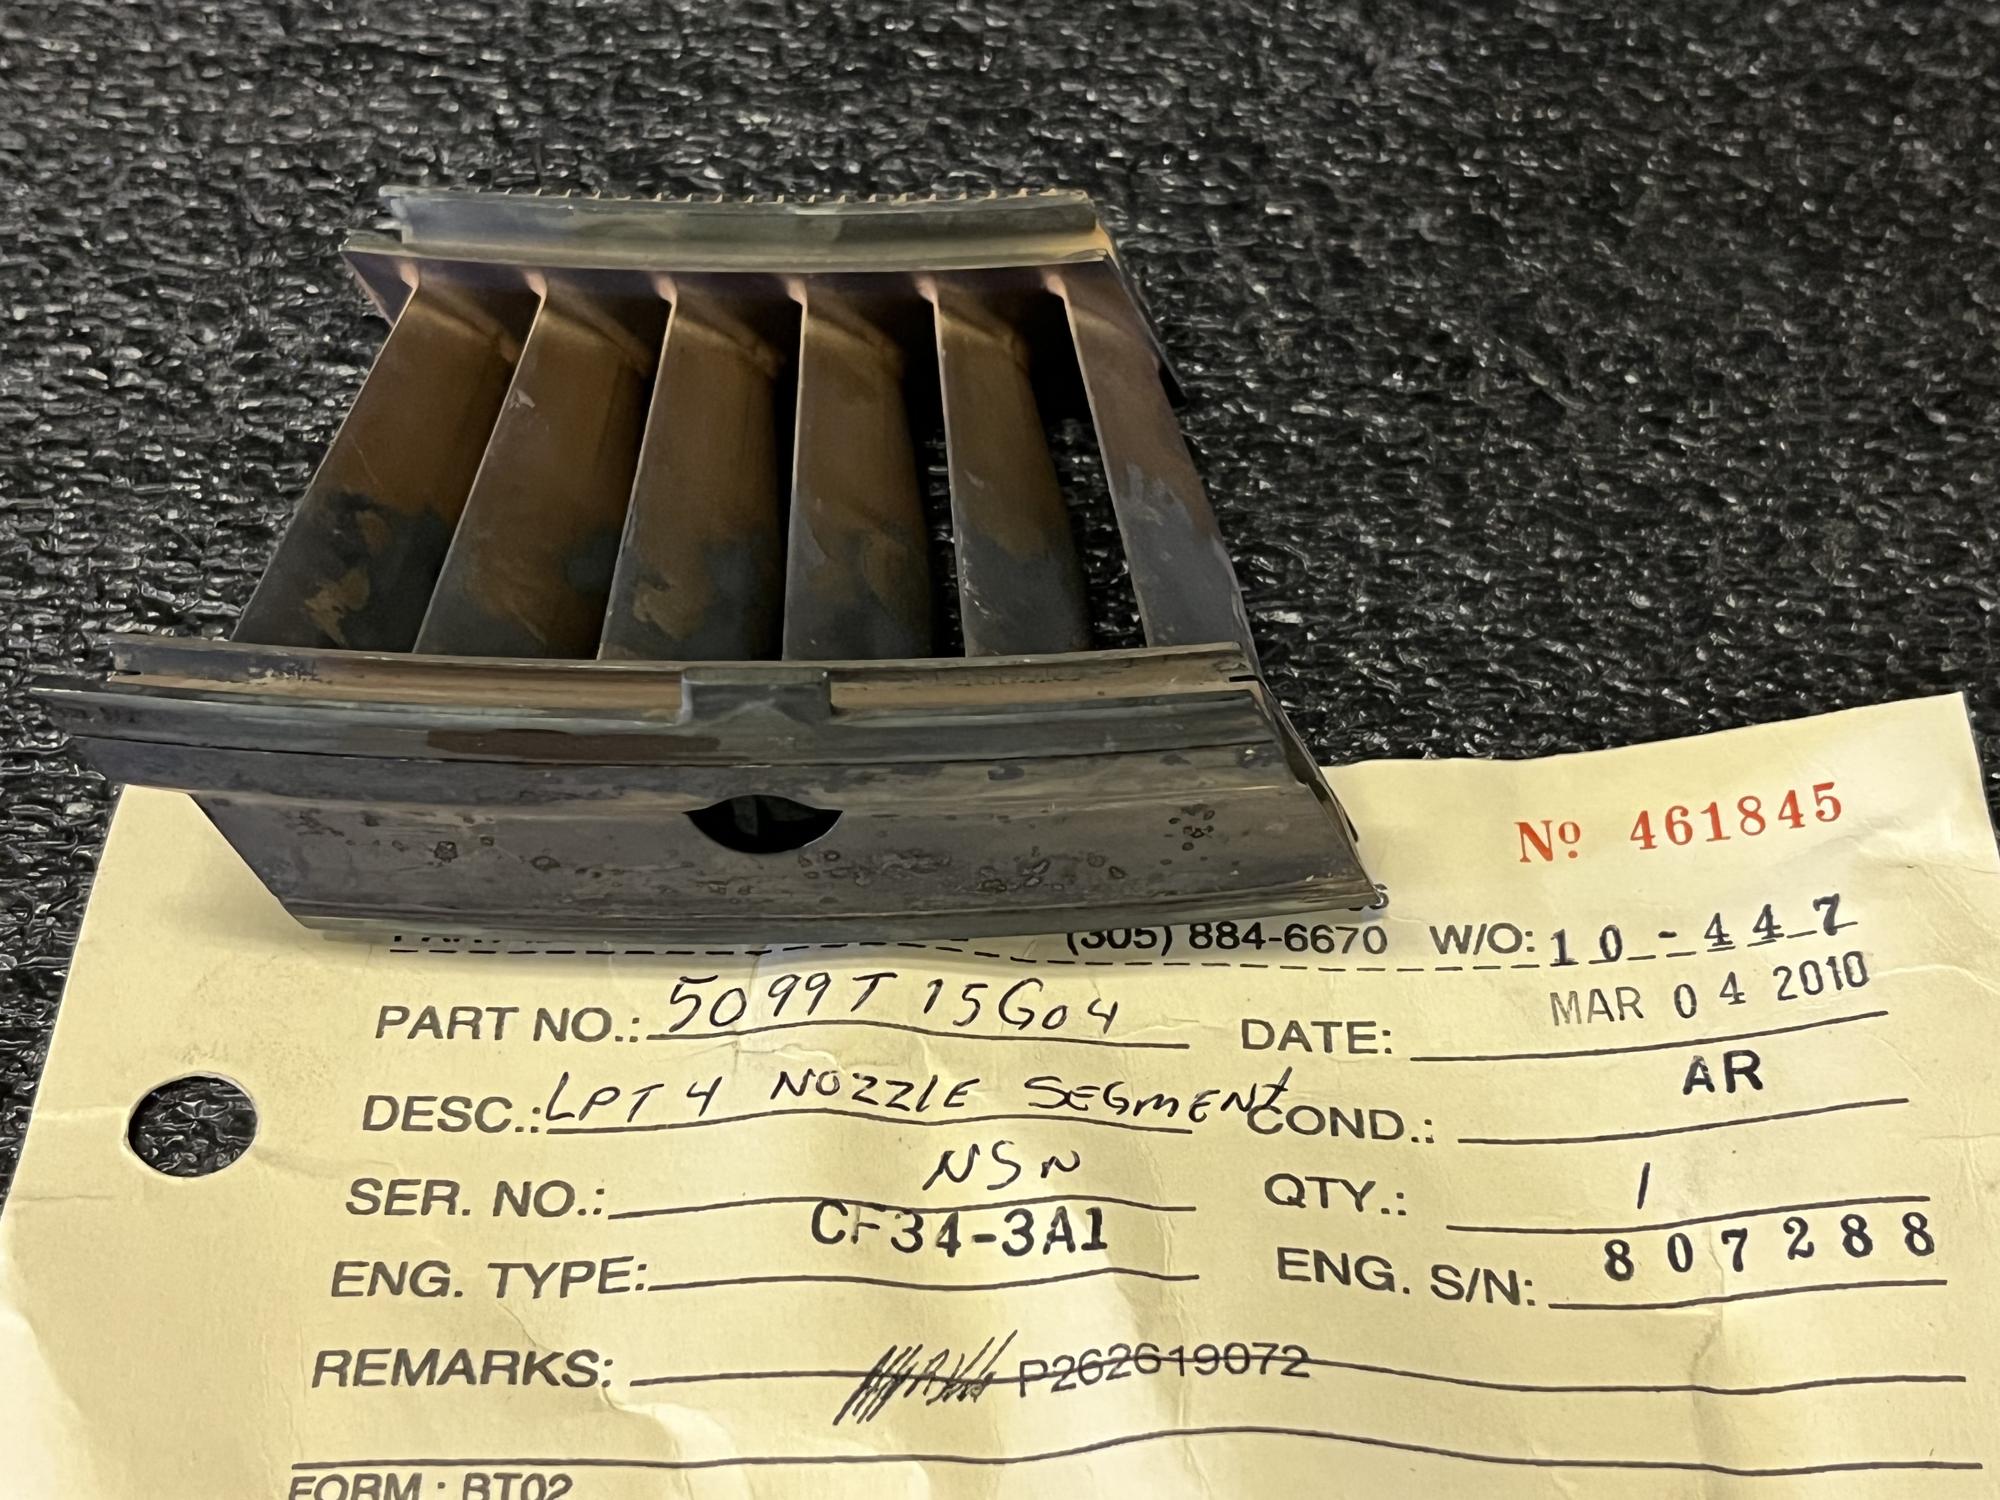 Nº 461845
(305) 884-6670 W/O: 10-447
PART NO.: 5099T15G04 DATE: MAR 04 2010
DESC.: LPT 4 NOZZLE SEGMENT COND.: AR
SER. NO.: NSN QTY.: 1
ENG. TYPE: CF34-3A1 ENG. S/N: 807288
REMARKS: P262619072
FORM : BT02